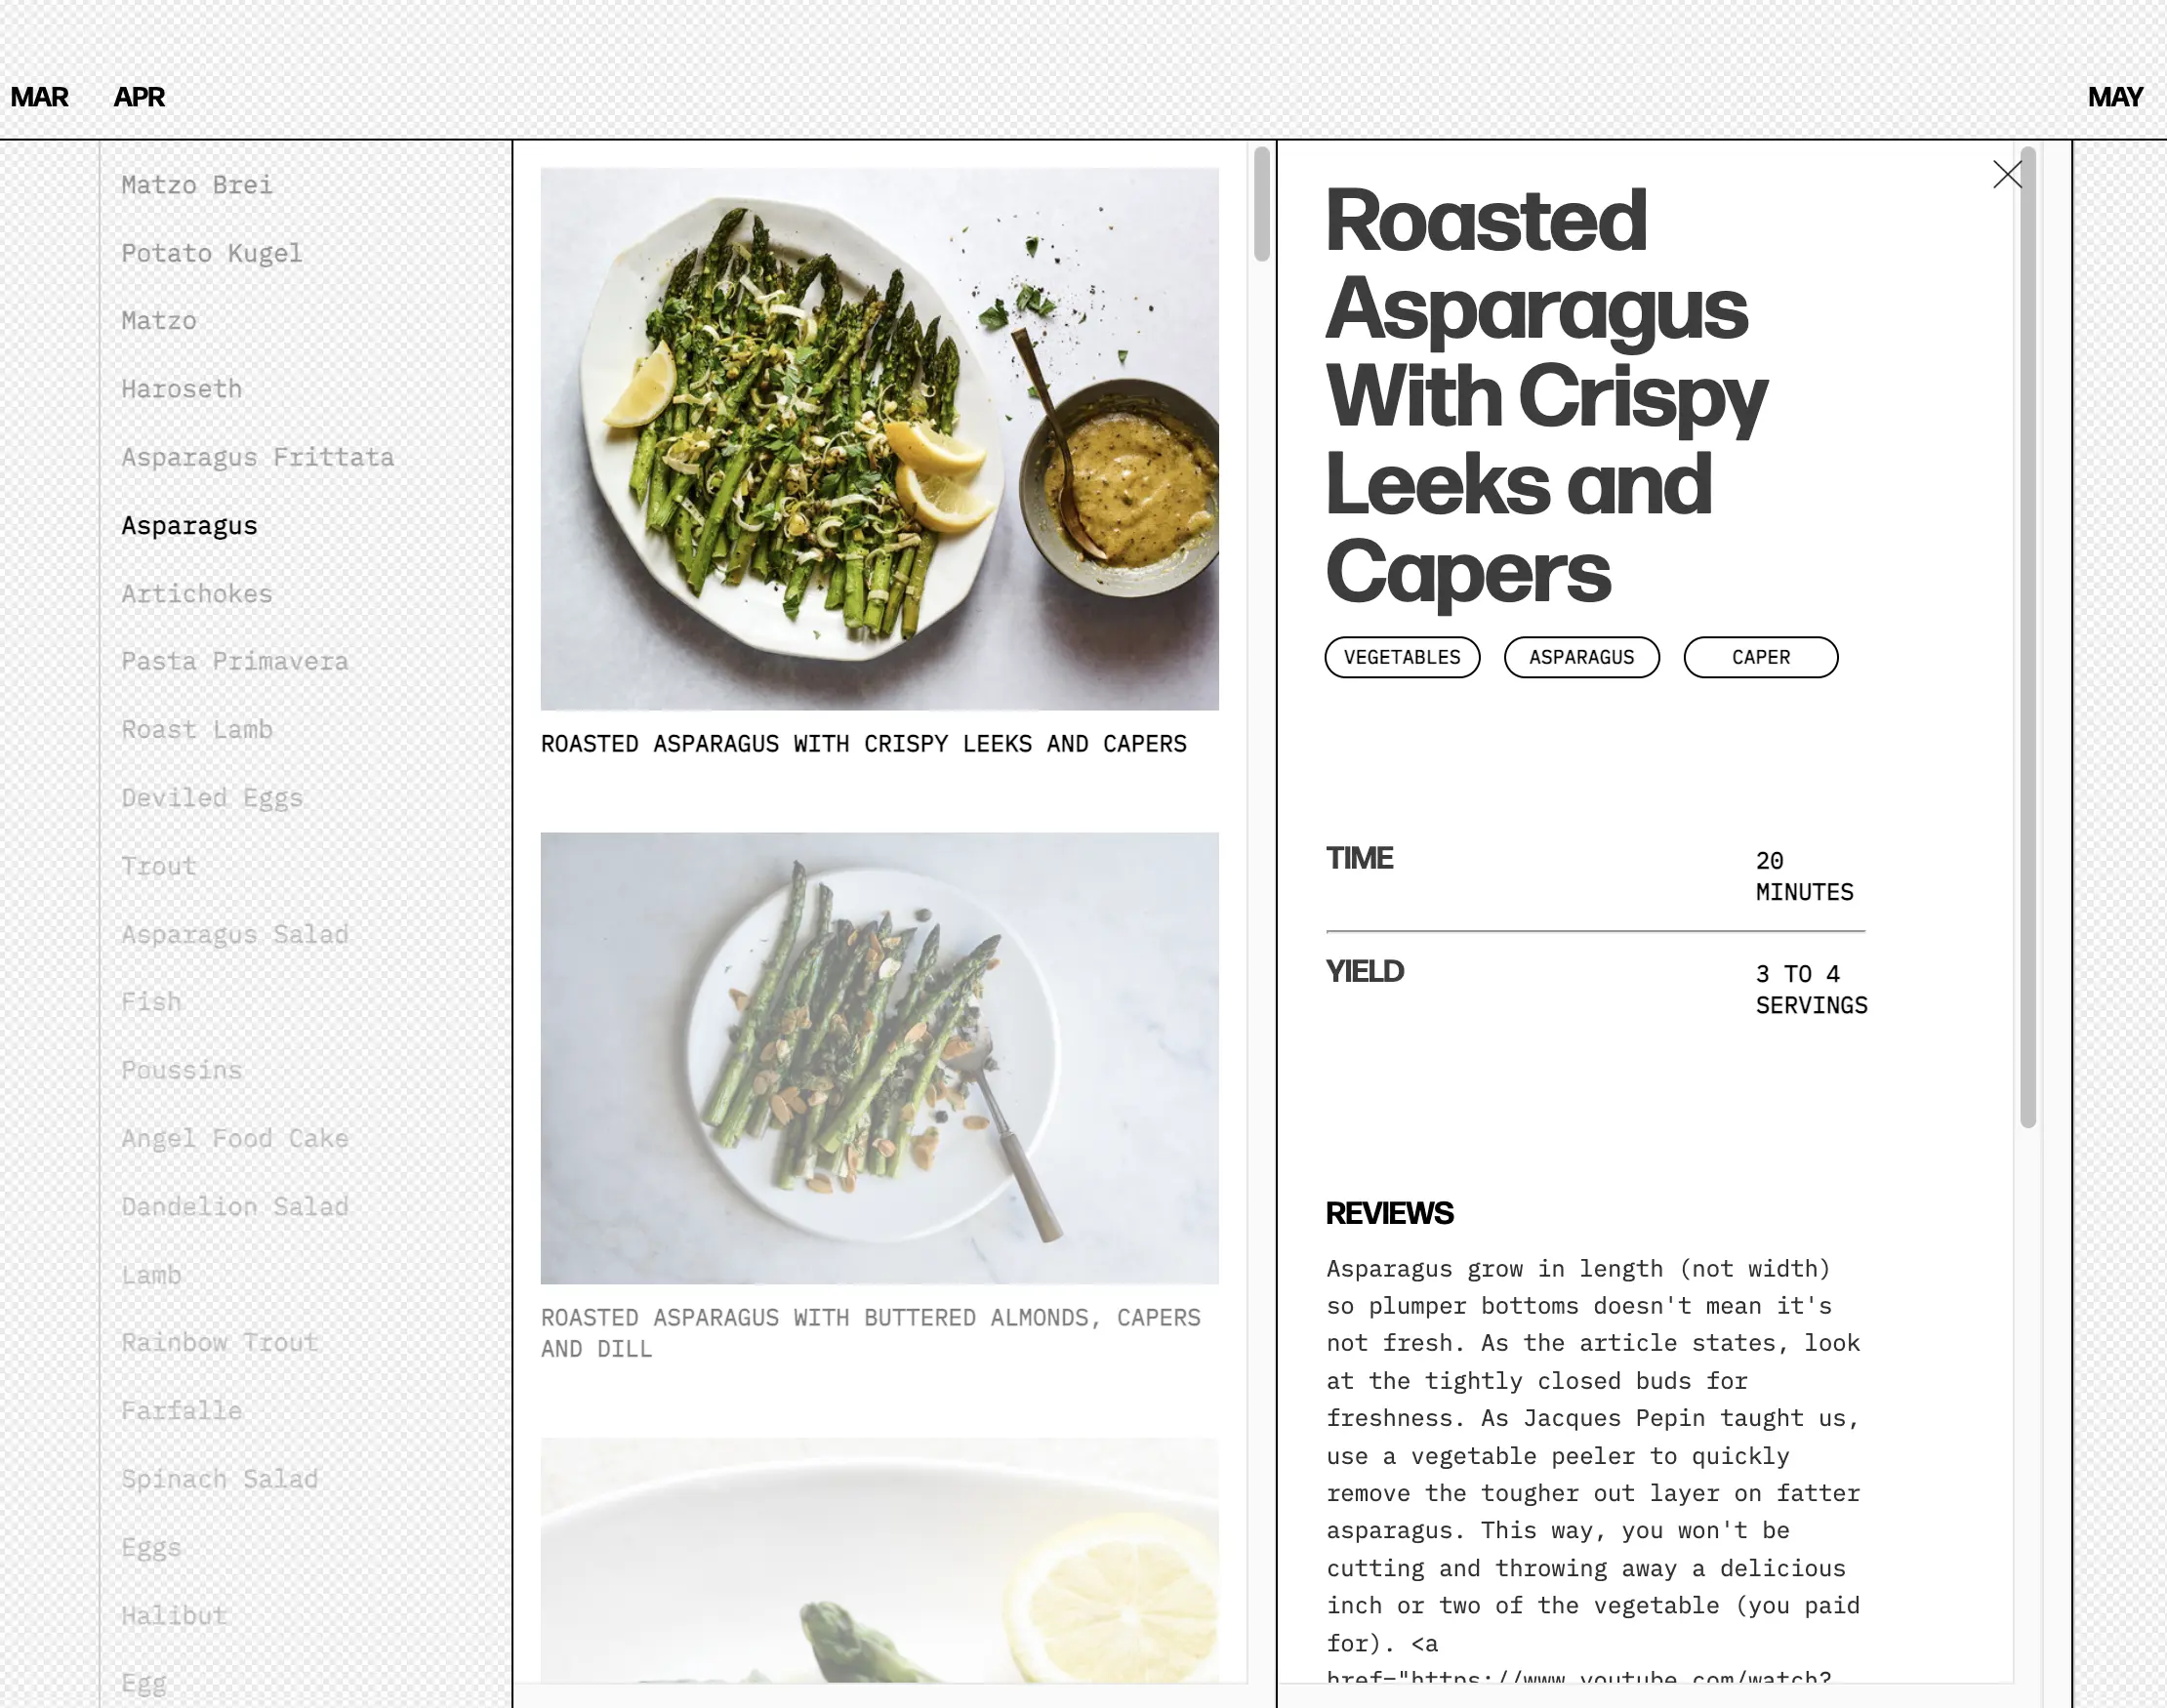 MAR
APR
MAY
Matzo Brei
Potato Kugel
Matzo
Haroseth
Asparagus Frittata
Asparagus
Artichokes
Pasta Primavera
Roast Lamb
Deviled Eggs
Trout
Asparagus Salad
Fish
Poussins
Angel Food Cake
Dandelion Salad
Lamb
Rainbow Trout
Farfalle
Spinach Salad
Eggs
Halibut
Egg
ROASTED ASPARAGUS WITH CRISPY LEEKS AND CAPERS
ROASTED ASPARAGUS WITH BUTTERED ALMONDS, CAPERS
AND DILL
Roasted
Asparagus
With Crispy
Leeks and
Capers
VEGETABLES
ASPARAGUS
CAPER
TIME
20
MINUTES
YIELD
3 TO 4
SERVINGS
REVIEWS
Asparagus grow in length (not width)
so plumper bottoms doesn't mean it's
not fresh. As the article states, look
at the tightly closed buds for
freshness. As Jacques Pepin taught us,
use a vegetable peeler to quickly
remove the tougher out layer on fatter
asparagus. This way, you won't be
cutting and throwing away a delicious
inch or two of the vegetable (you paid
for). <a
href="https://www.youtube.com/watch?